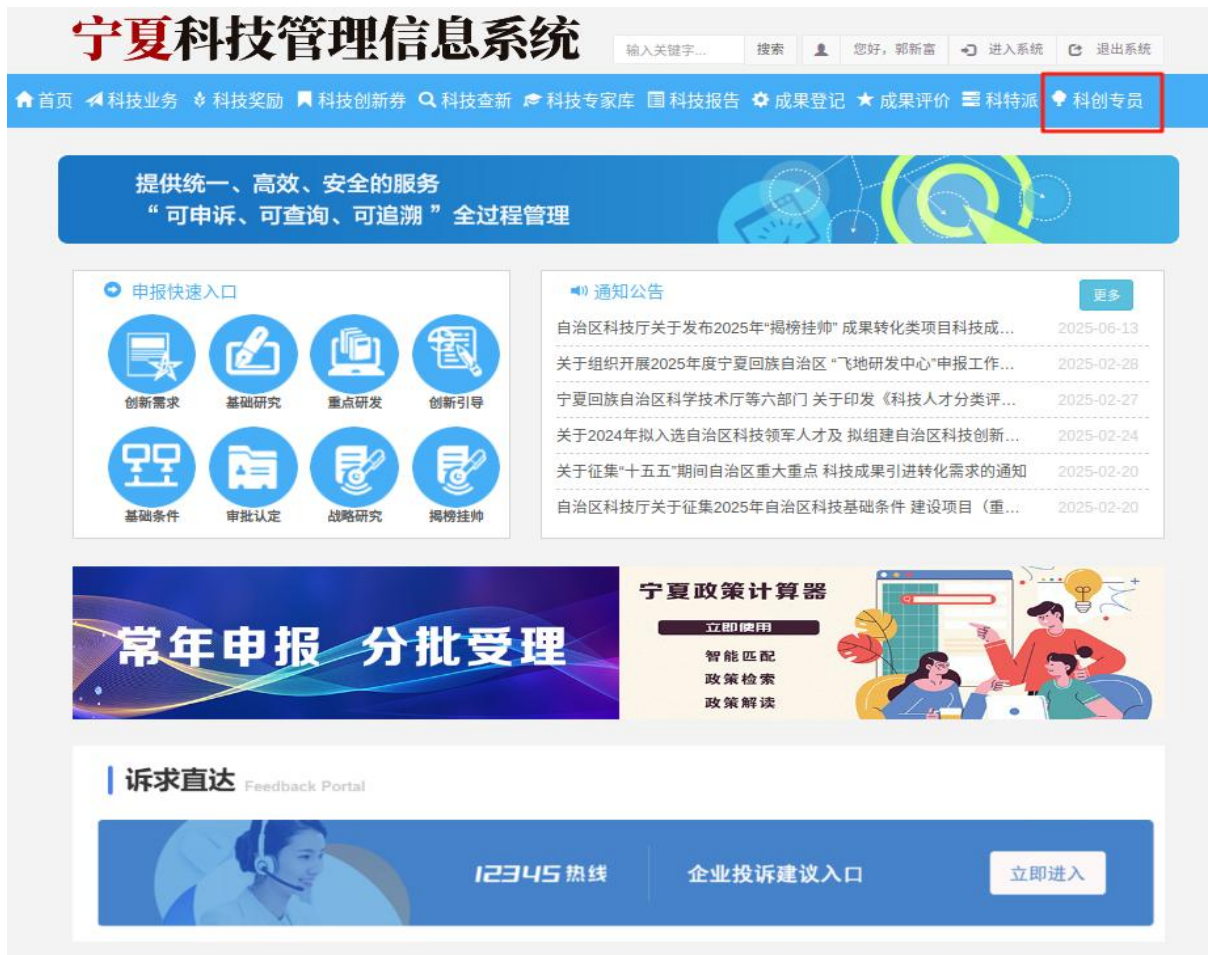 宁夏科技管理信息系统
输入关键字... 搜索 您好，郭新富 进入系统 退出系统
首页 科技业务 科技奖励 科技创新券 科技查新 科技专家库 科技报告 成果登记 成果评价 科特派 科创专员
提供统一、高效、安全的服务
“可申诉、可查询、可追溯”全过程管理
申报快速入口
创新需求 基础研究 重点研发 创新引导
基础条件 审批认定 战略研究 揭榜挂帅
通知公告 更多
自治区科技厅关于发布2025年“揭榜挂帅” 成果转化类项目科技成... 2025-06-13
关于组织开展2025年度宁夏回族自治区 “飞地研发中心”申报工作... 2025-02-28
宁夏回族自治区科学技术厅等六部门 关于印发《科技人才分类评... 2025-02-27
关于2024年拟入选自治区科技领军人才及 拟组建自治区科技创新... 2025-02-24
关于征集“十五五”期间自治区重大重点 科技成果引进转化需求的通知 2025-02-20
自治区科技厅关于征集2025年自治区科技基础条件 建设项目（重... 2025-02-20
常年申报 分批受理
宁夏政策计算器
立即使用
智能匹配
政策检索
政策解读
诉求直达 Feedback Portal
12345热线 企业投诉建议入口 立即进入